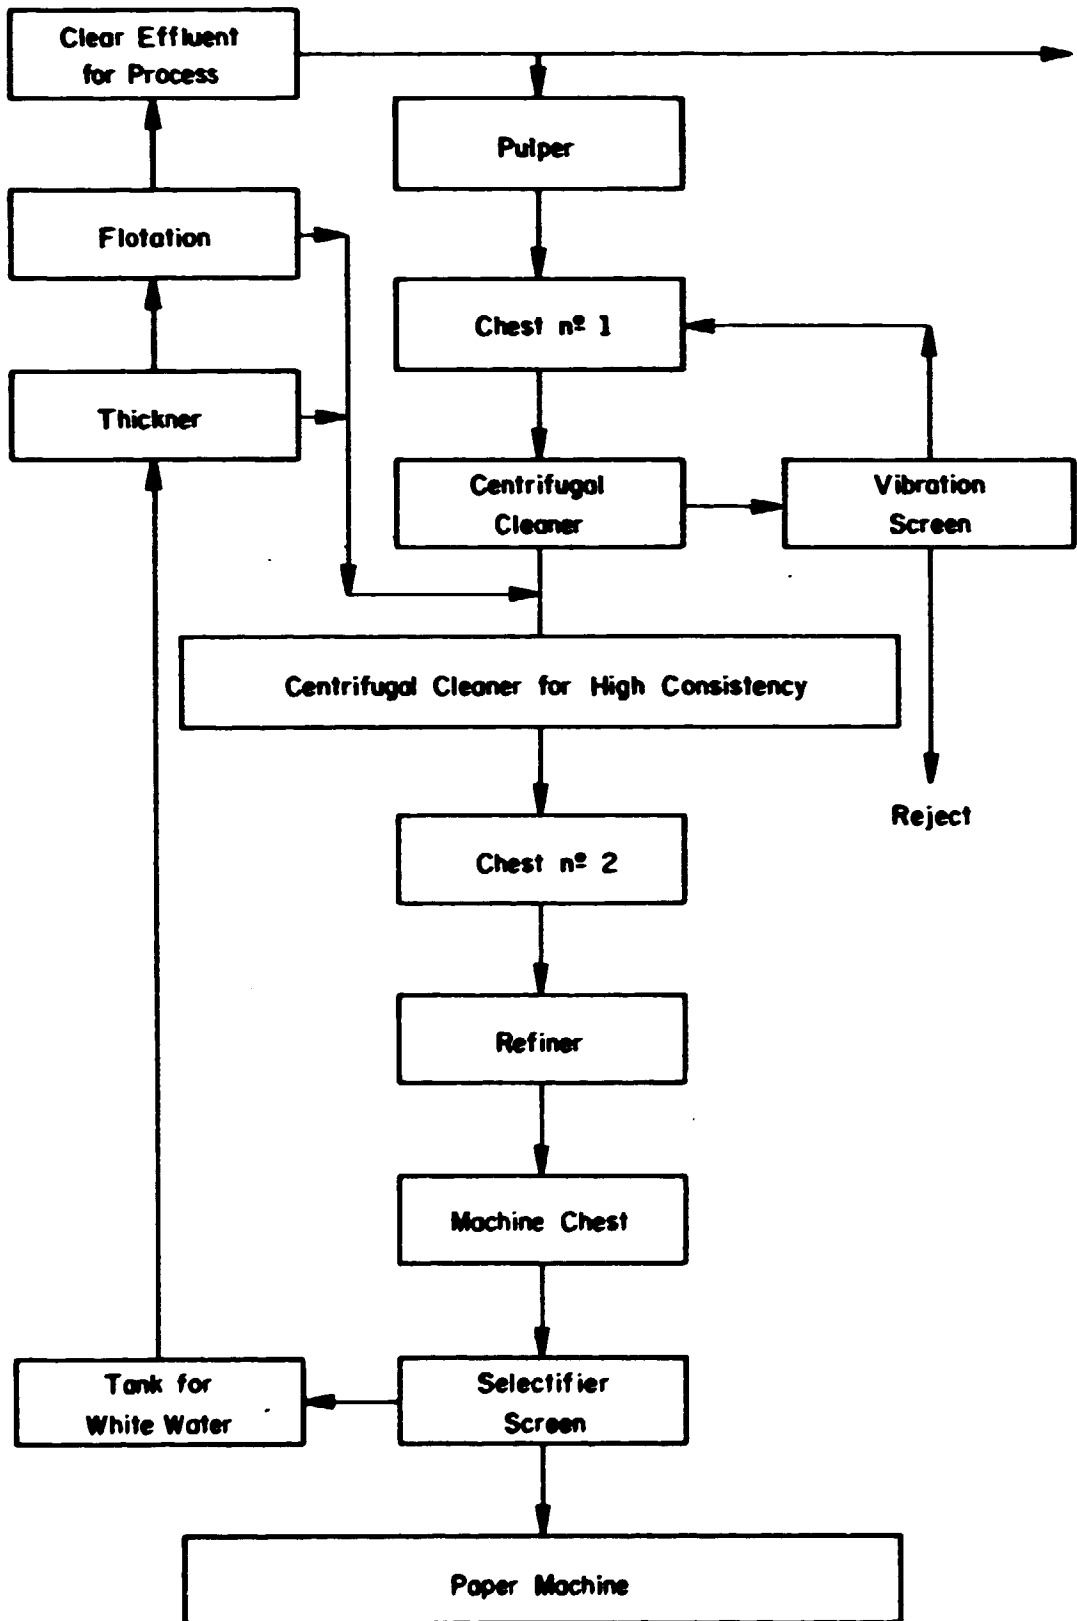 Clear Effluent
for Process
Pulper
Flotation
Chest nº 1
Thickner
Centrifugal
Cleaner
Vibration
Screen
Centrifugal Cleaner for High Consistency
Reject
Chest nº 2
Refiner
Machine Chest
Tank for
White Water
Selectifier
Screen
Paper Machine